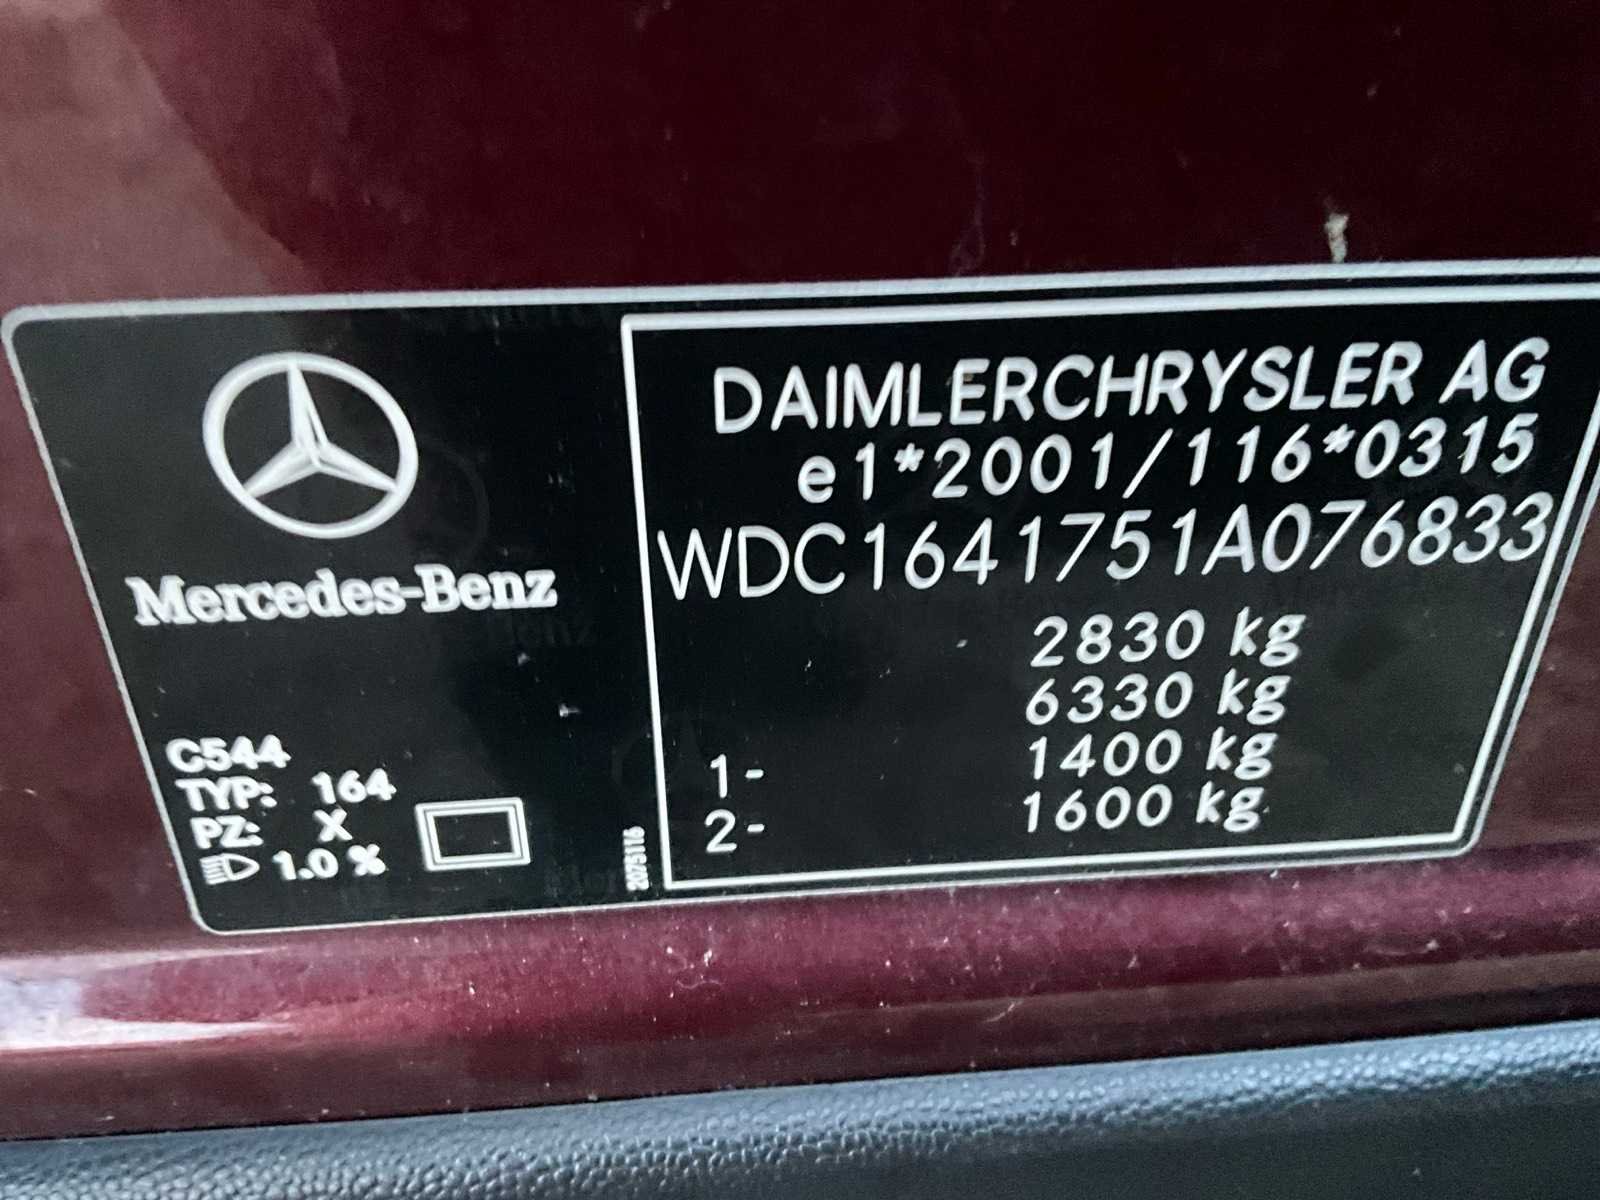 Mercedes-Benz
C544
TYP: 164
PZ: X
1.0 %
2075116
DAIMLERCHRYSLER AG
e1*2001/116*0315
WDC1641751A076833
2830 kg
6330 kg
1- 1400 kg
2- 1600 kg